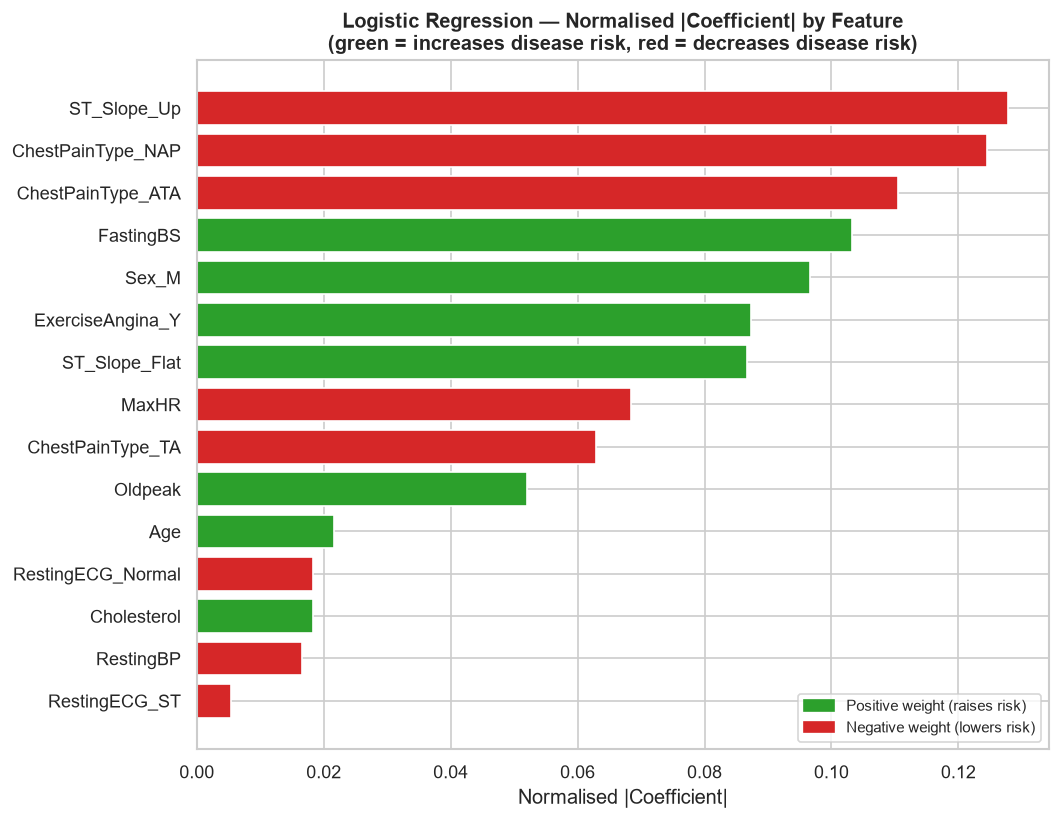 Logistic Regression — Normalised |Coefficient| by Feature
(green = increases disease risk, red = decreases disease risk)
ST_Slope_Up
ChestPainType_NAP
ChestPainType_ATA
FastingBS
Sex_M
ExerciseAngina_Y
ST_Slope_Flat
MaxHR
ChestPainType_TA
Oldpeak
Age
RestingECG_Normal
Cholesterol
RestingBP
RestingECG_ST
Positive weight (raises risk)
Negative weight (lowers risk)
0.00 0.02 0.04 0.06 0.08 0.10 0.12
Normalised |Coefficient|